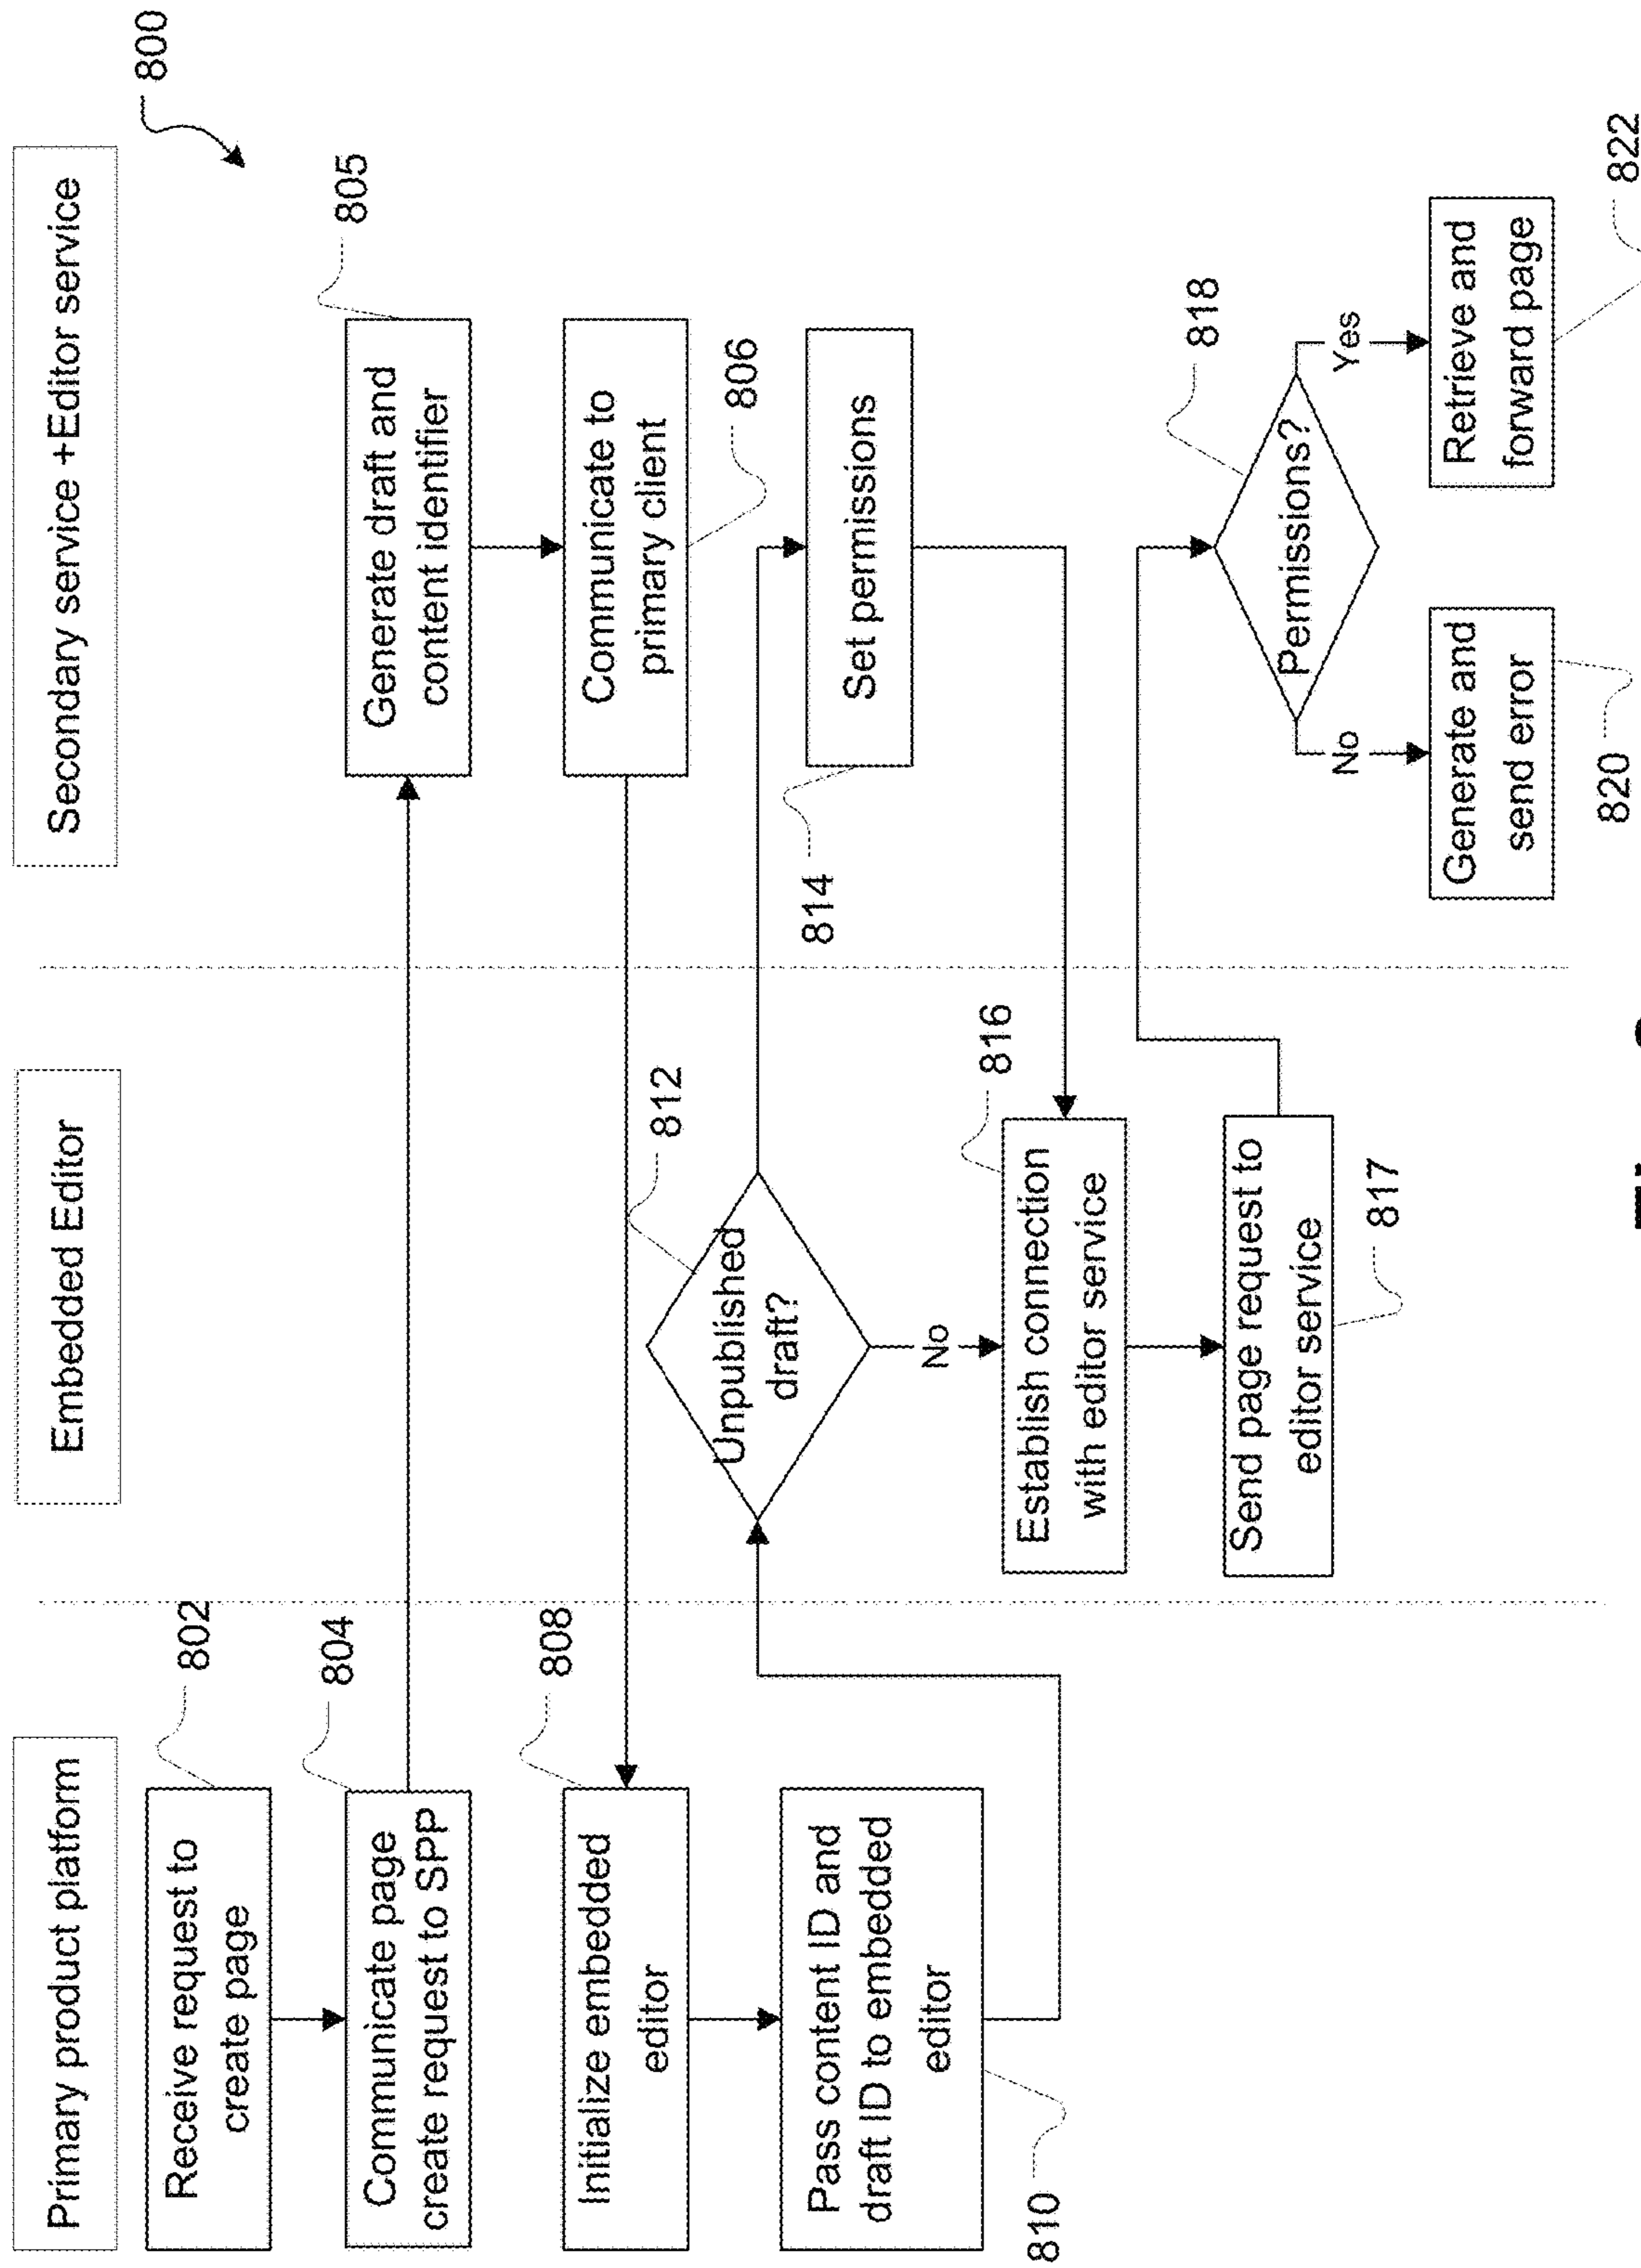 Primary product platform
Embedded Editor
Secondary service +Editor service
800
Receive request to
create page
802
Communicate page
create request to SPP
804
Generate draft and
content identifier
805
Communicate to
primary client
806
Initialize embedded
editor
808
Pass content ID and
draft ID to embedded
editor
810
Unpublished
draft?
812
No
Set permissions
814
Establish connection
with editor service
816
Send page request to
editor service
817
Permissions?
818
No
Yes
Generate and
send error
820
Retrieve and
forward page
822